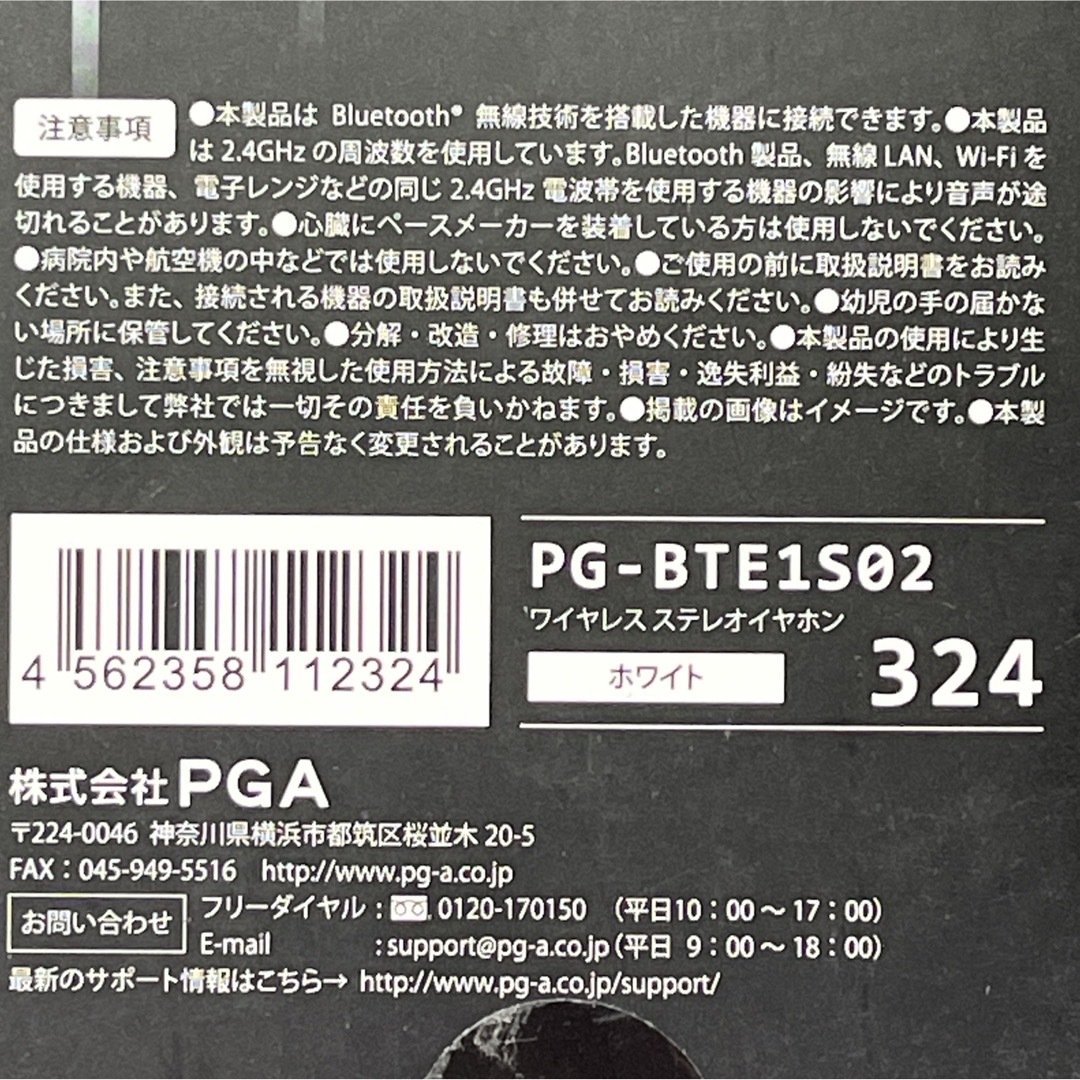 注意事項
●本製品は Bluetooth® 無線技術を搭載した機器に接続できます。●本製品
は 2.4GHz の周波数を使用しています。Bluetooth 製品、無線 LAN、Wi-Fi を
使用する機器、電子レンジなどの同じ 2.4GHz 電波帯を使用する機器の影響により音声が途
切れることがあります。●心臓にペースメーカーを装着している方は使用しないでください。
●病院内や航空機の中などでは使用しないでください。●ご使用の前に取扱説明書をお読み
ください。また、接続される機器の取扱説明書も併せてお読みください。●幼児の手の届かな
い場所に保管してください。●分解・改造・修理はおやめください。●本製品の使用により生
じた損害、注意事項を無視した使用方法による故障・損害・逸失利益・紛失などのトラブル
につきまして弊社では一切その責任を負いかねます。●掲載の画像はイメージです。●本製
品の仕様および外観は予告なく変更されることがあります。
4 562358 112324
PG-BTE1S02
ワイヤレス ステレオイヤホン
ホワイト
324
株式会社 PGA
〒224-0046 神奈川県横浜市都筑区桜並木 20-5
FAX：045-949-5516 http://www.pg-a.co.jp
お問い合わせ
フリーダイヤル : 0120-170150 （平日10：00〜17：00）
E-mail : support@pg-a.co.jp（平日 9：00〜18：00）
最新のサポート情報はこちら→ http://www.pg-a.co.jp/support/